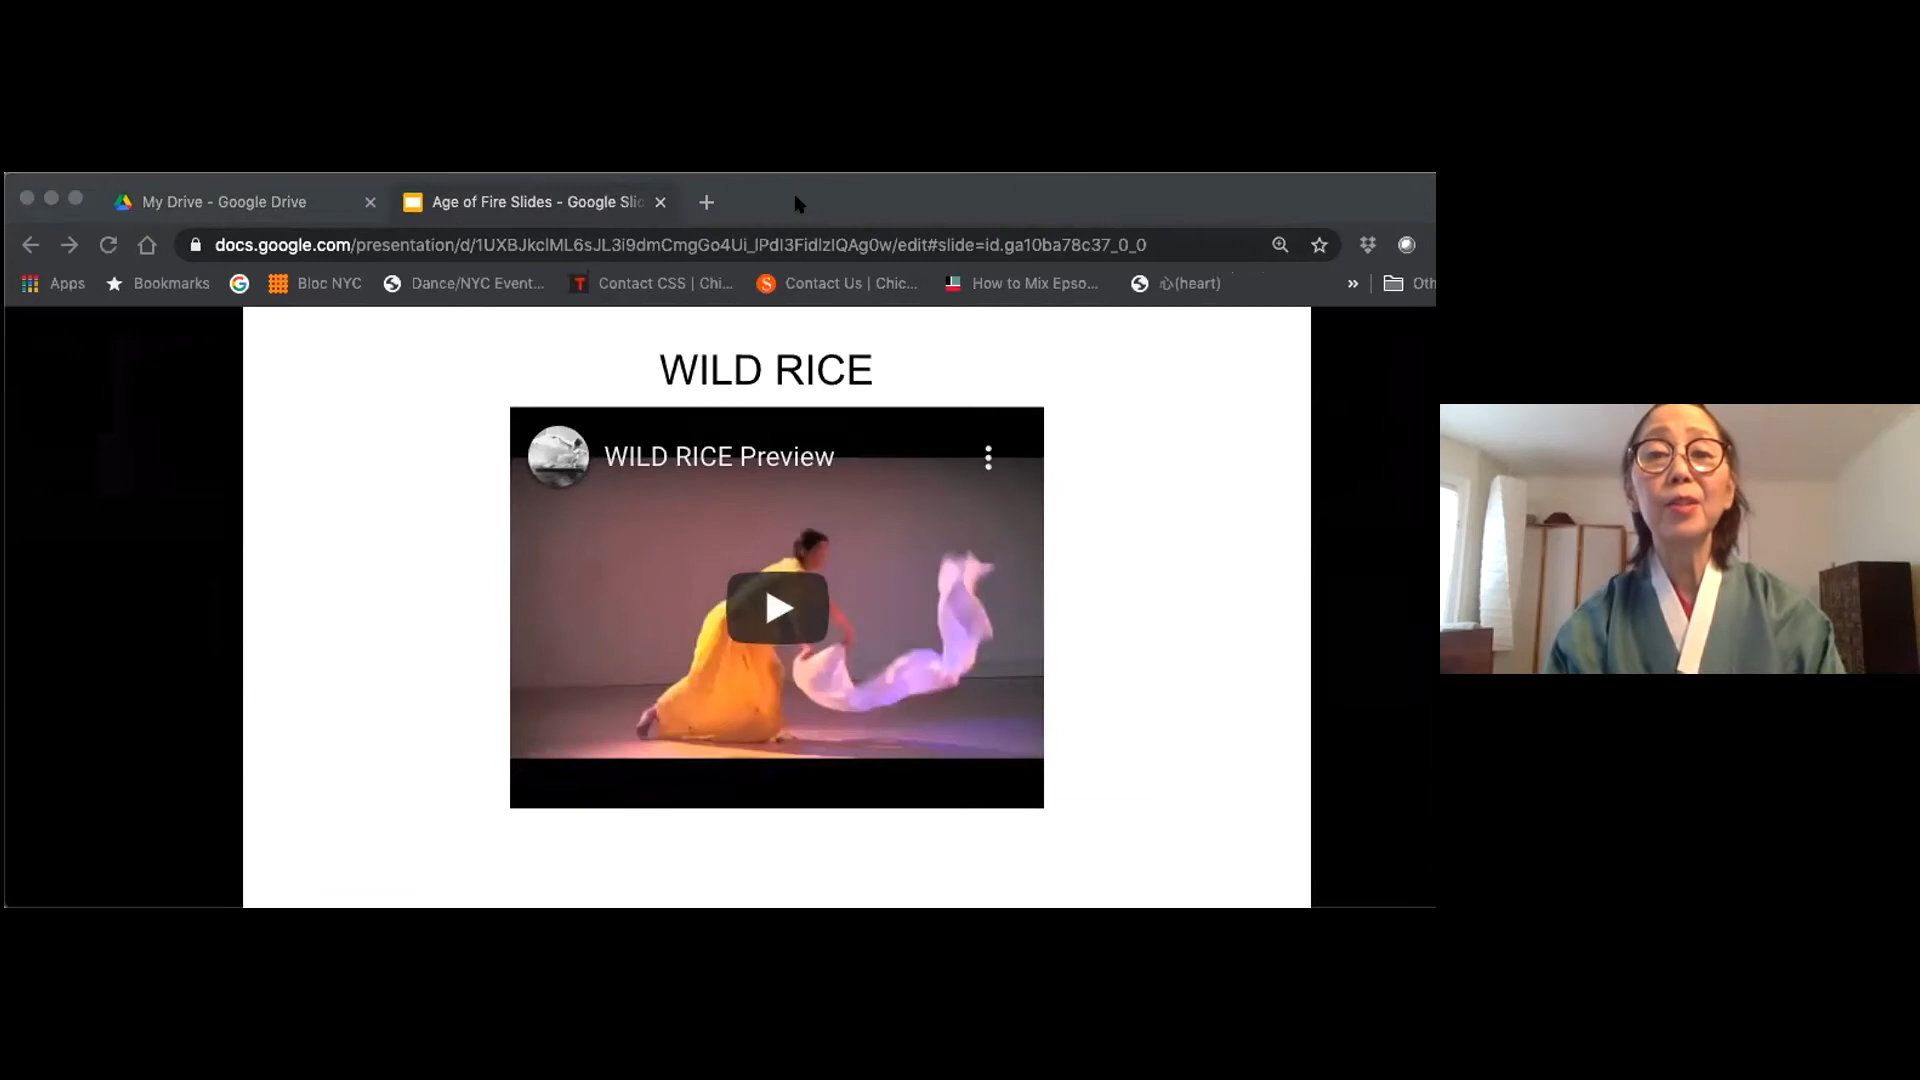 My Drive - Google Drive
Age of Fire Slides - Google Slic
docs.google.com/presentation/d/1UXBJkclML6sJL3i9dmCmgGo4Ui_lPdI3FidlzIQAg0w/edit#slide=id.ga10ba78c37_0_0
Apps Bookmarks Bloc NYC Dance/NYC Event... Contact CSS | Chi... Contact Us | Chic... How to Mix Epso... 心(heart) » Oth
WILD RICE
WILD RICE Preview